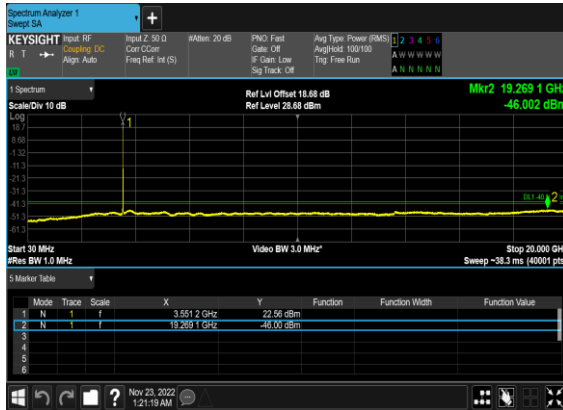 Spectrum Analyzer 1
Swept SA
+
KEYSIGHT
R T
LXI
Input: RF
Coupling: DC
Align: Auto
Input Z: 50 Ω
Corr CCorr
Freq Ref: Int (S)
#Atten: 20 dB
PNO: Fast
Gate: Off
IF Gain: Low
Sig Track: Off
Avg Type: Power (RMS)
Avg|Hold: 100/100
Trig: Free Run
1 2 3 4 5 6
A W W W W W
A N N N N N
1 Spectrum
Scale/Div 10 dB
Ref Lvl Offset 18.68 dB
Ref Level 28.68 dBm
Mkr2 19.269 1 GHz
-46.002 dBm
Log
18.7
8.68
-1.32
-11.3
-21.3
-31.3
-41.3
-51.3
-61.3
1
2
Start 30 MHz
#Res BW 1.0 MHz
Video BW 3.0 MHz*
Stop 20.000 GH
Sweep ~38.3 ms (40001 pts
5 Marker Table
Mode Trace Scale X Y Function Function Width Function Value
1 N 1 f 3.551 2 GHz 22.56 dBm
2 N 1 f 19.269 1 GHz -46.00 dBm
3
4
5
6
?
Nov 23, 2022
1:21:19 AM